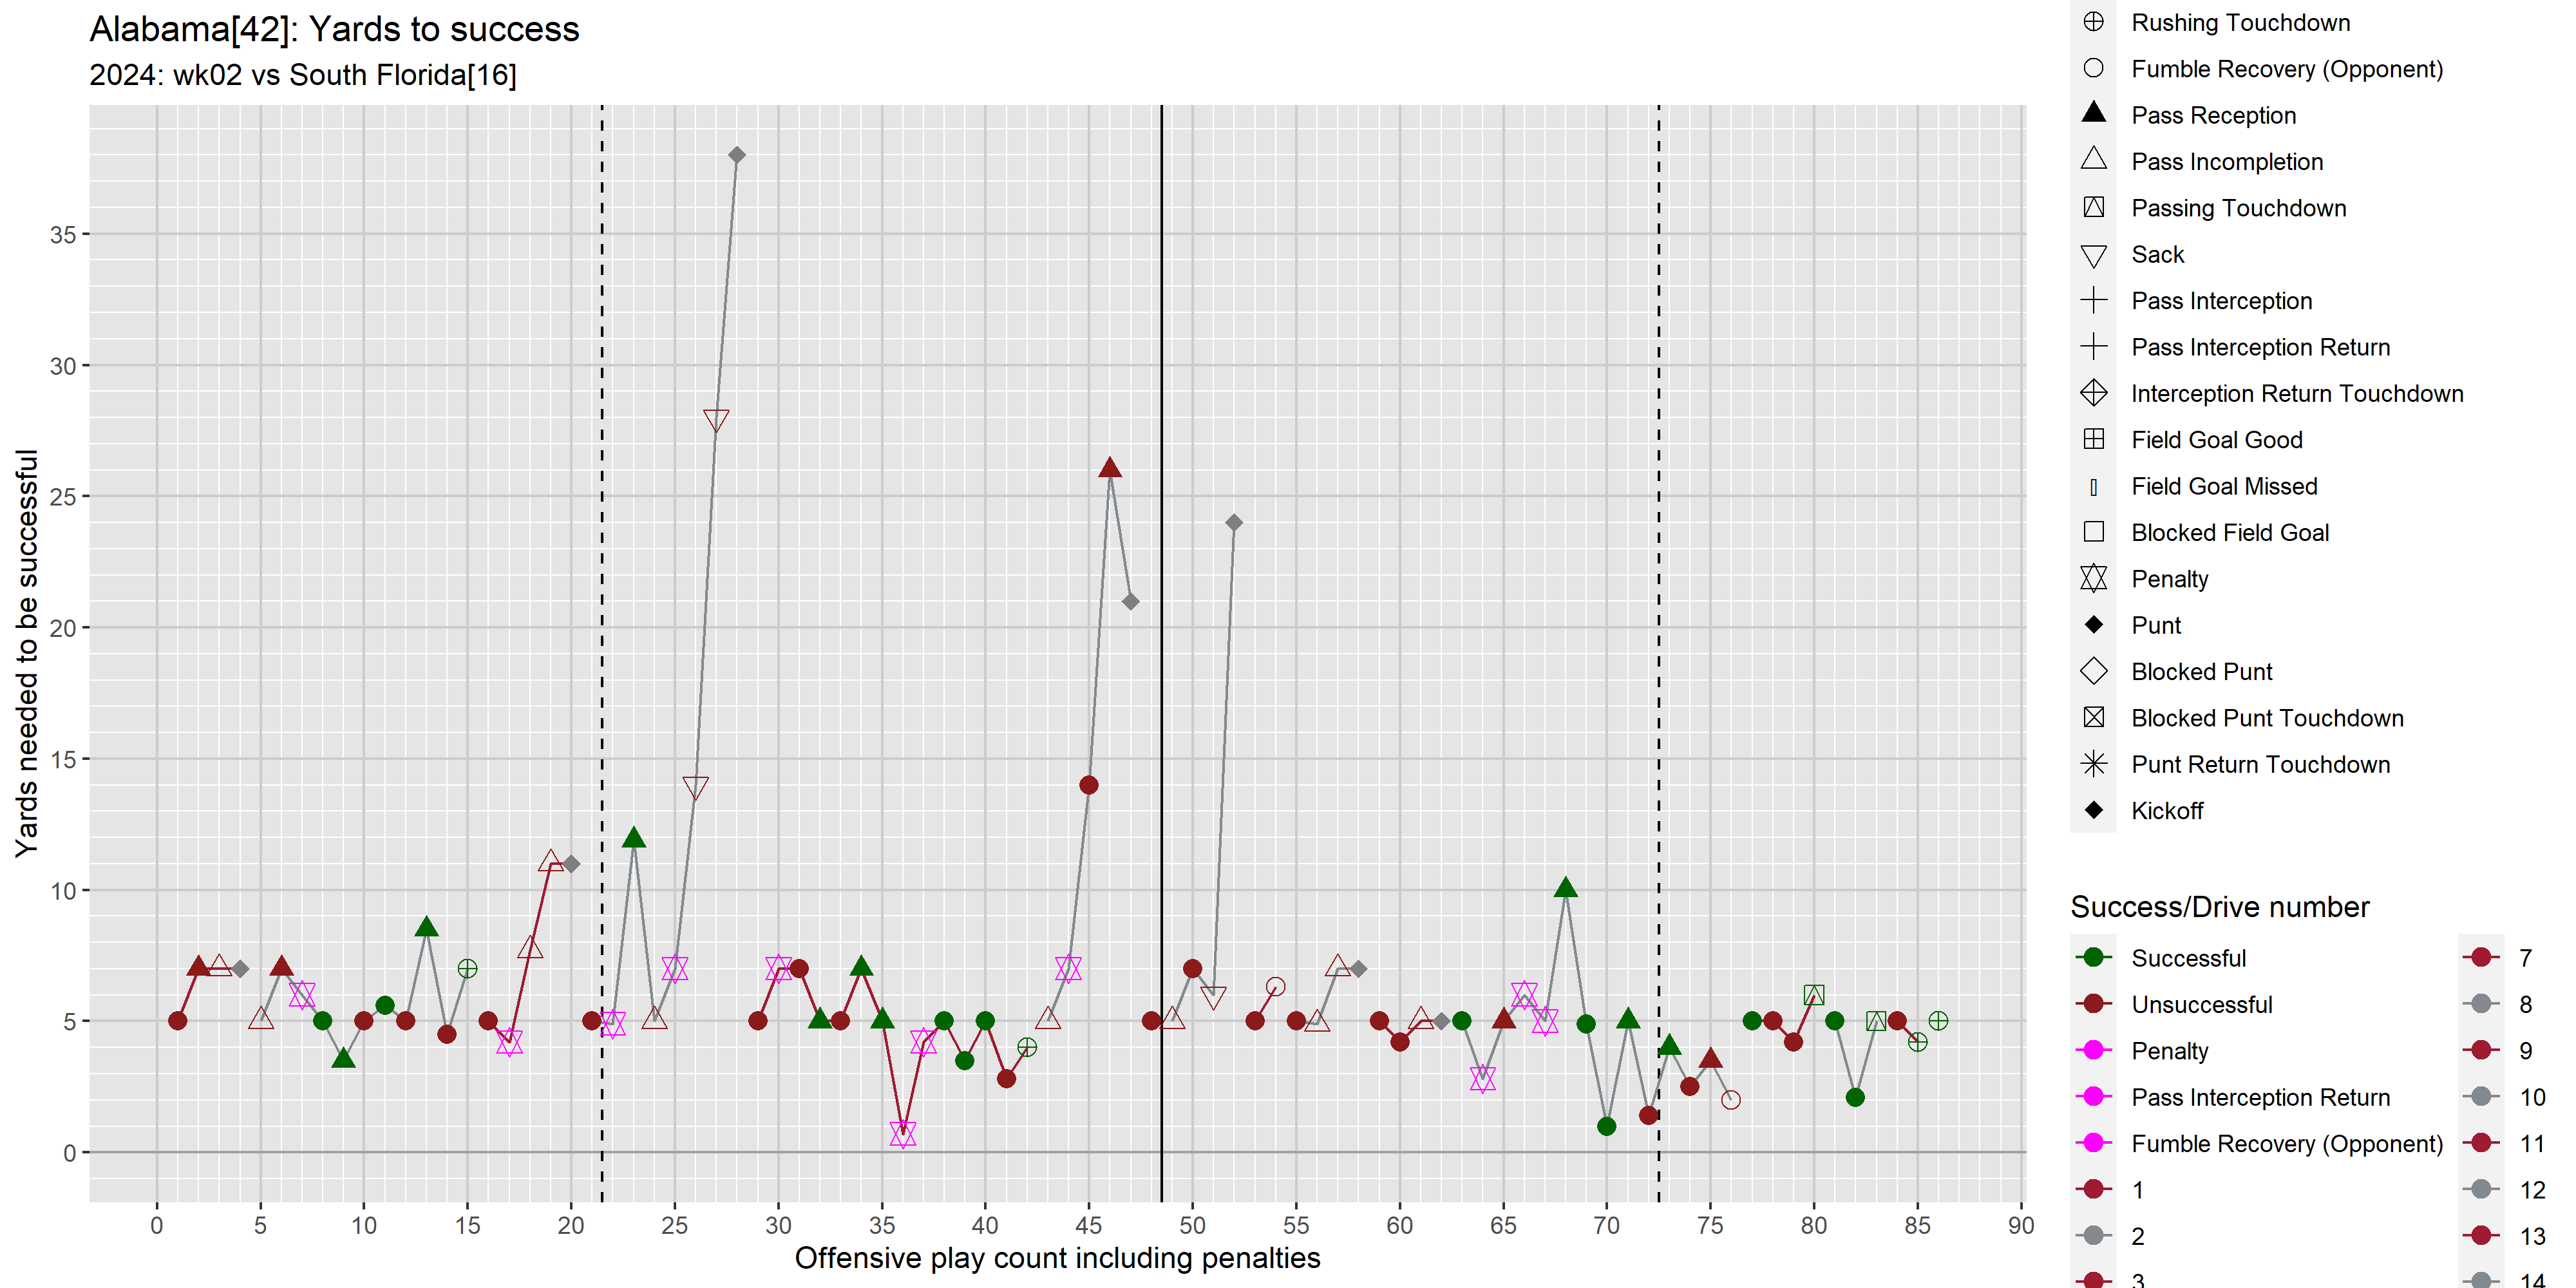 Alabama[42]: Yards to success
2024: wk02 vs South Florida[16]
Yards needed to be successful
35
30
25
20
15
10
5
0
0 5 10 15 20 25 30 35 40 45 50 55 60 65 70 75 80 85 90
Offensive play count including penalties
Rushing Touchdown
Fumble Recovery (Opponent)
Pass Reception
Pass Incompletion
Passing Touchdown
Sack
Pass Interception
Pass Interception Return
Interception Return Touchdown
Field Goal Good
Field Goal Missed
Blocked Field Goal
Penalty
Punt
Blocked Punt
Blocked Punt Touchdown
Punt Return Touchdown
Kickoff
Success/Drive number
Successful
Unsuccessful
Penalty
Pass Interception Return
Fumble Recovery (Opponent)
1
2
3
7
8
9
10
11
12
13
14